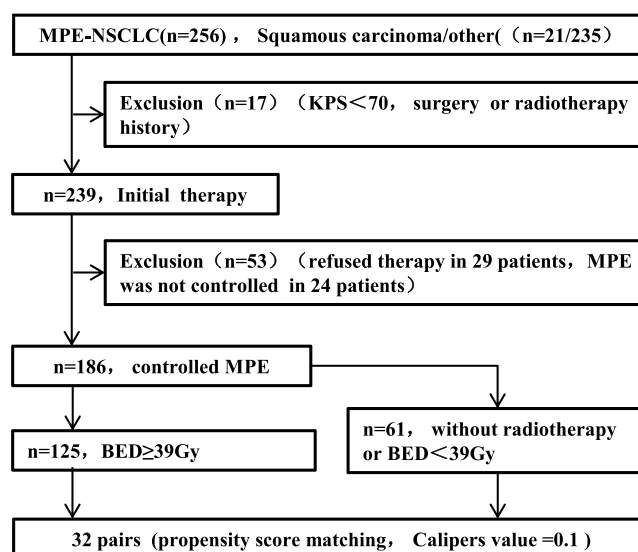 MPE-NSCLC(n=256) ， Squamous carcinoma/other(（n=21/235）
Exclusion（n=17）（KPS＜70， surgery or radiotherapy
history）
n=239， Initial therapy
Exclusion（n=53）（refused therapy in 29 patients， MPE
was not controlled in 24 patients）
n=186， controlled MPE
n=125， BED≥39Gy
n=61， without radiotherapy
or BED＜39Gy
32 pairs (propensity score matching， Calipers value =0.1 )